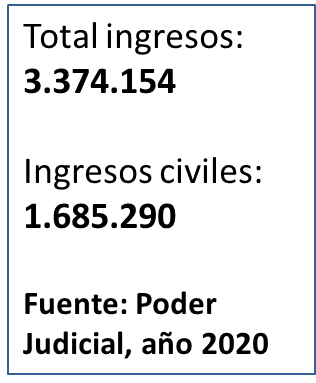 Total ingresos:
3.374.154
Ingresos civiles:
1.685.290
Fuente: Poder
Judicial, año 2020